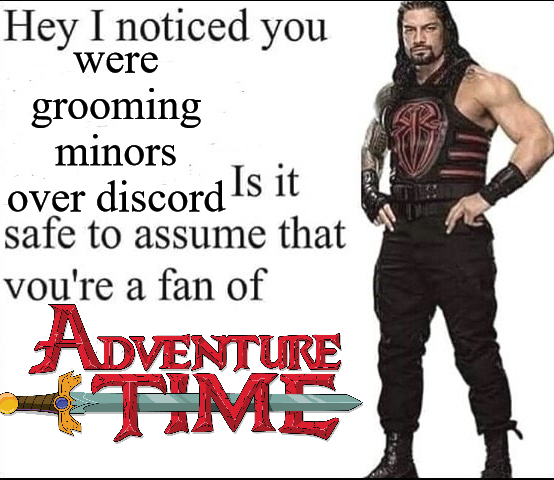 Hey I noticed you
were
grooming
minors
over discord Is it
safe to assume that
you're a fan of
ADVENTURE
TIME